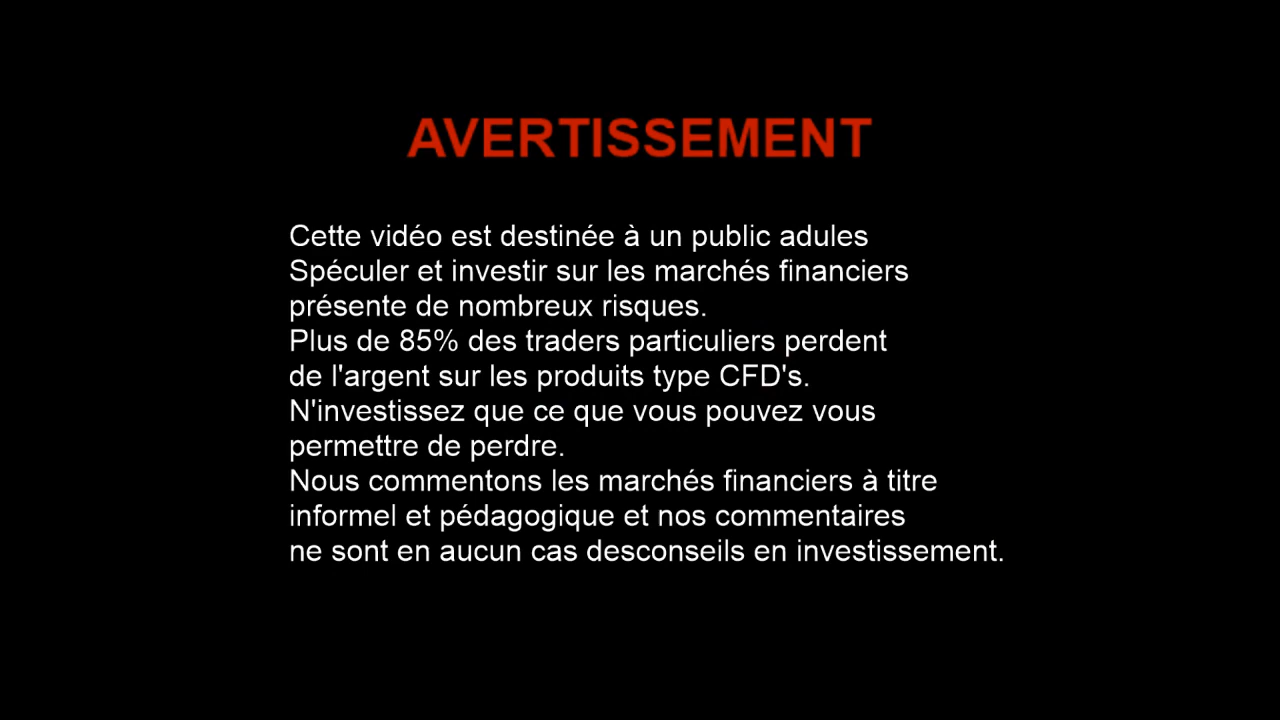 AVERTISSEMENT
Cette vidéo est destinée à un public adules
Spéculer et investir sur les marchés financiers
présente de nombreux risques.
Plus de 85% des traders particuliers perdent
de l'argent sur les produits type CFD's.
N'investissez que ce que vous pouvez vous
permettre de perdre.
Nous commentons les marchés financiers à titre
informel et pédagogique et nos commentaires
ne sont en aucun cas desconseils en investissement.